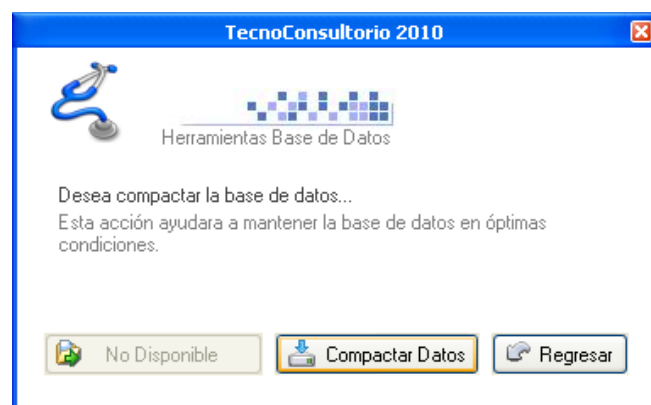 TecnoConsultorio 2010
Herramientas Base de Datos
Desea compactar la base de datos...
Esta acción ayudara a mantener la base de datos en óptimas
condiciones.
No Disponible
Compactar Datos
Regresar